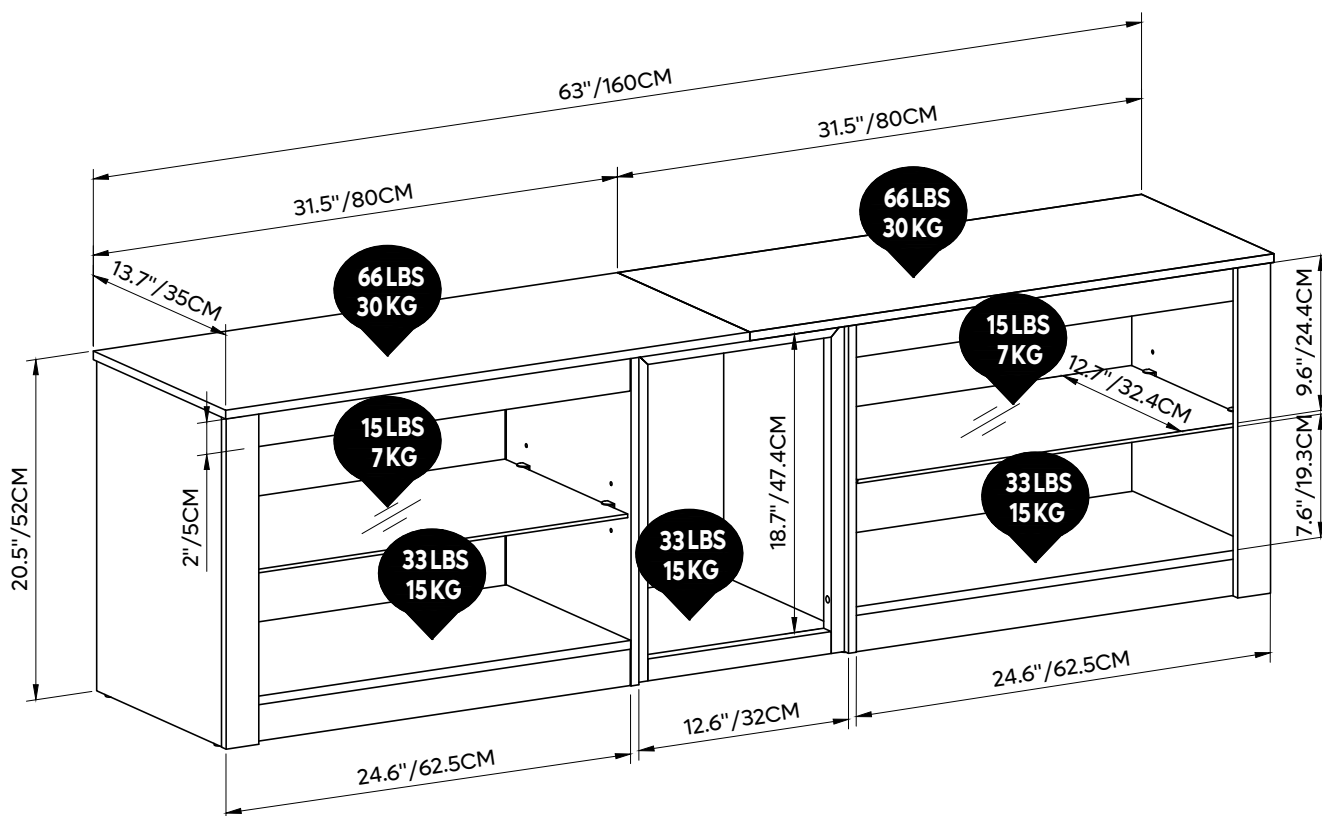 63"/160CM
31.5"/80CM
31.5"/80CM
13.7"/35CM
66 LBS
30 KG
66 LBS
30 KG
15 LBS
7 KG
12.7"/32.4CM
9.6"/24.4CM
15 LBS
7 KG
33 LBS
15 KG
7.6"/19.3CM
20.5"/52CM
2"/5CM
18.7"/47.4CM
33 LBS
15 KG
33 LBS
15 KG
24.6"/62.5CM
12.6"/32CM
24.6"/62.5CM